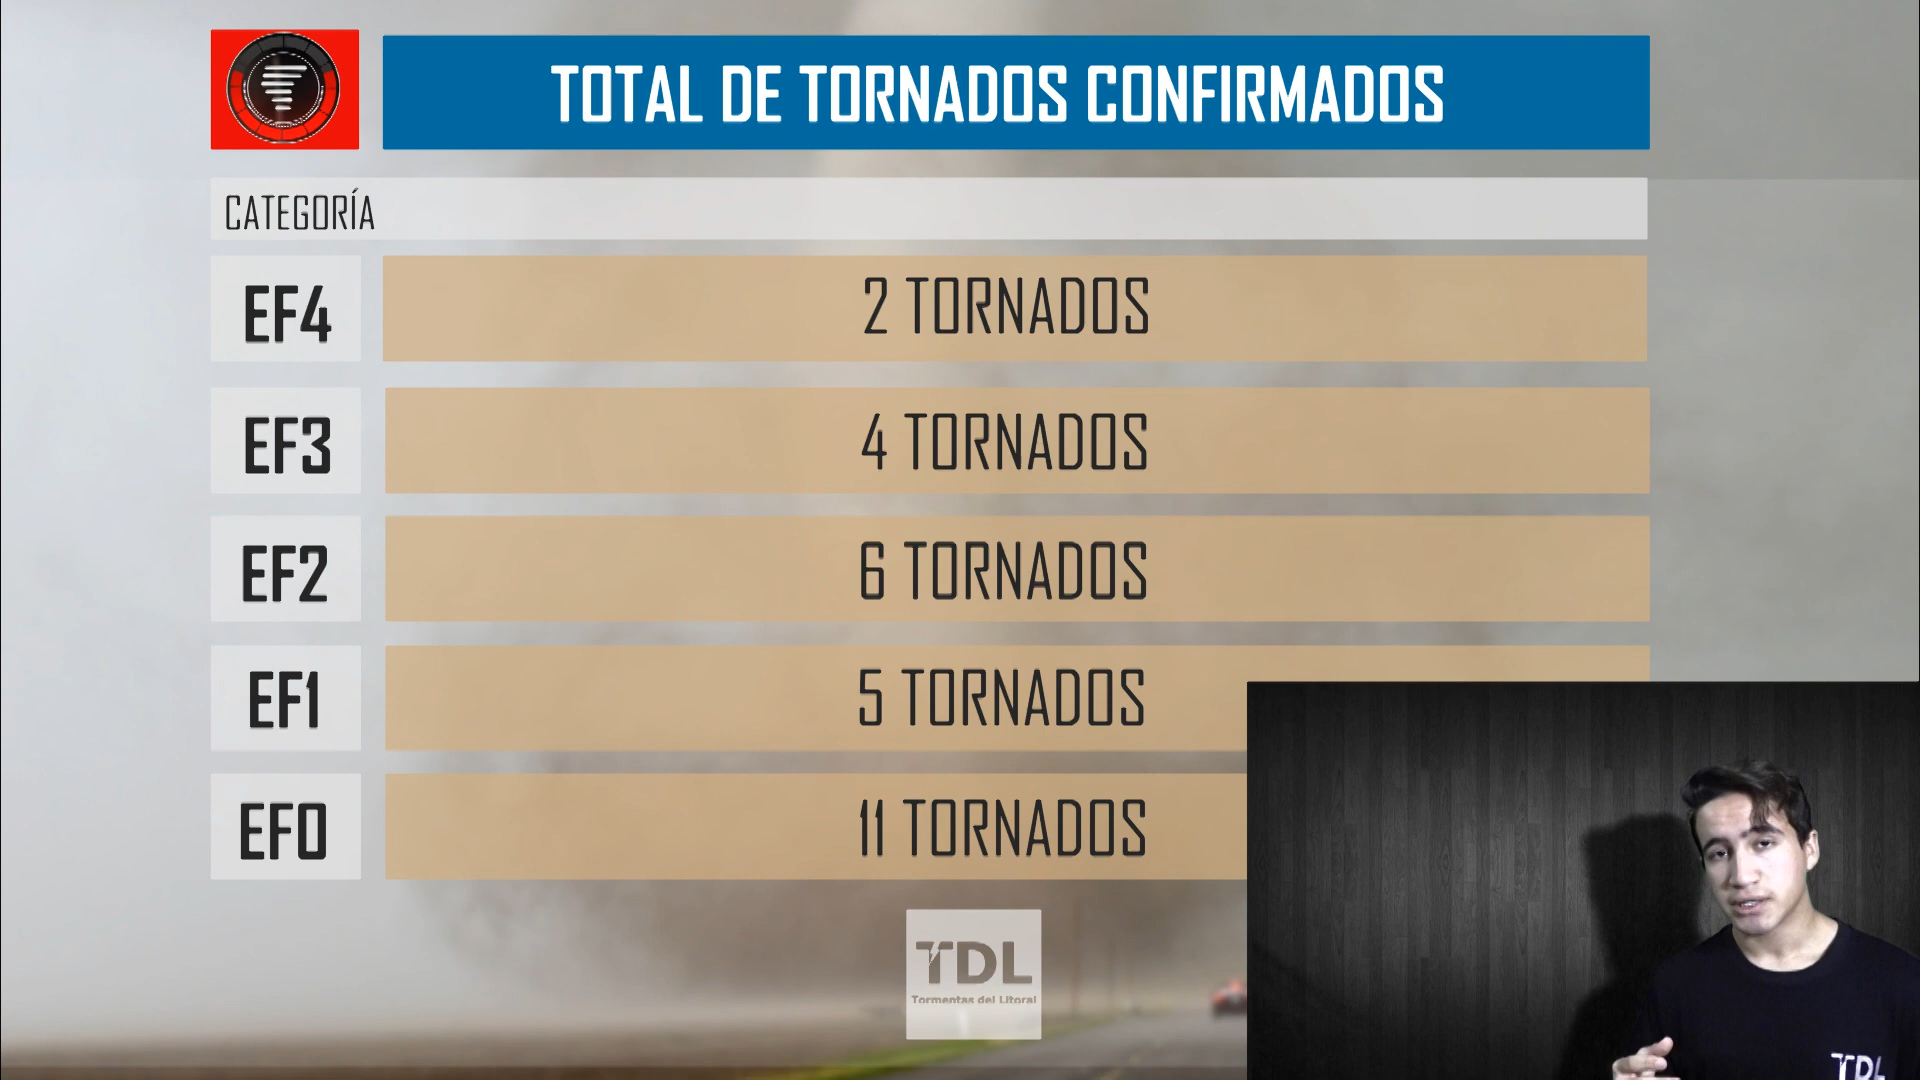 TOTAL DE TORNADOS CONFIRMADOS
CATEGORÍA
EF4
2 TORNADOS
EF3
4 TORNADOS
EF2
6 TORNADOS
EF1
5 TORNADOS
EF0
11 TORNADOS
TDL
Tormentas del Litoral
TDL